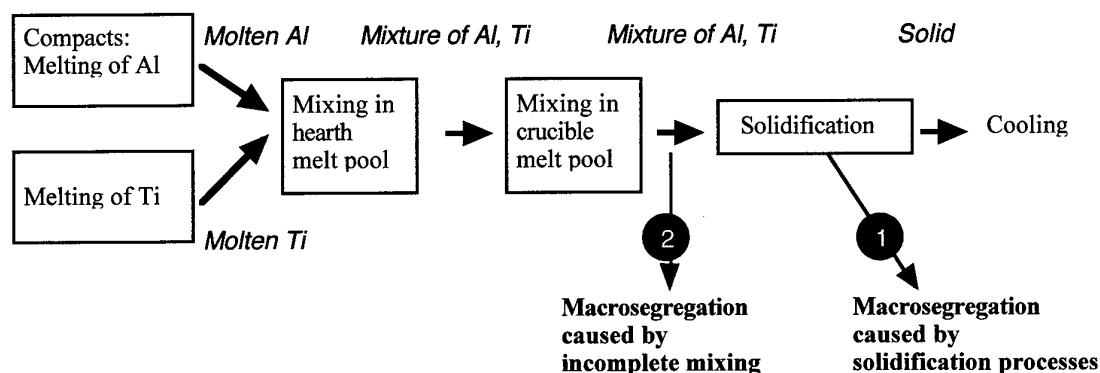 Compacts:
Melting of Al
Molten Al
Mixture of Al, Ti
Mixture of Al, Ti
Solid
Mixing in
hearth
melt pool
Mixing in
crucible
melt pool
Solidification
Cooling
Melting of Ti
Molten Ti
2
1
Macrosegregation
caused by
incomplete mixing
Macrosegregation
caused by
solidification processes